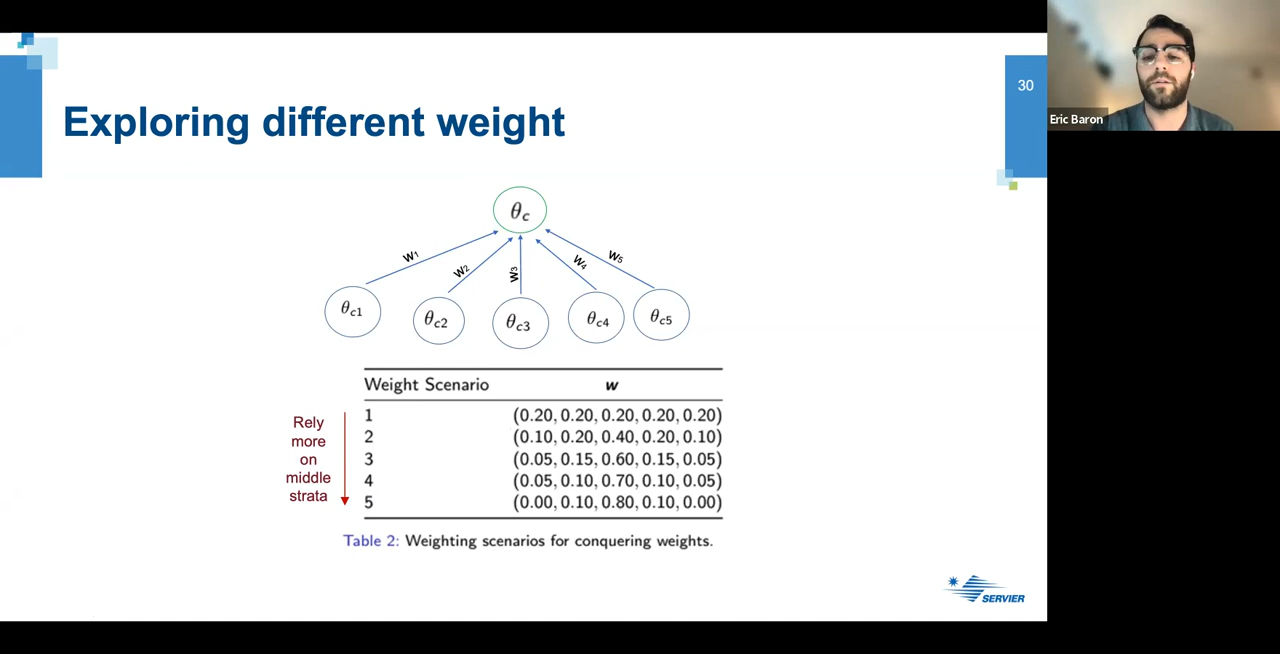 30
Eric Baron
Exploring different weight
θc
W1
W2
W3
W4
W5
θc1
θc2
θc3
θc4
θc5
Weight Scenario w
1 (0.20, 0.20, 0.20, 0.20, 0.20)
2 (0.10, 0.20, 0.40, 0.20, 0.10)
3 (0.05, 0.15, 0.60, 0.15, 0.05)
4 (0.05, 0.10, 0.70, 0.10, 0.05)
5 (0.00, 0.10, 0.80, 0.10, 0.00)
Rely
more
on
middle
strata
Table 2: Weighting scenarios for conquering weights.
SERVIER